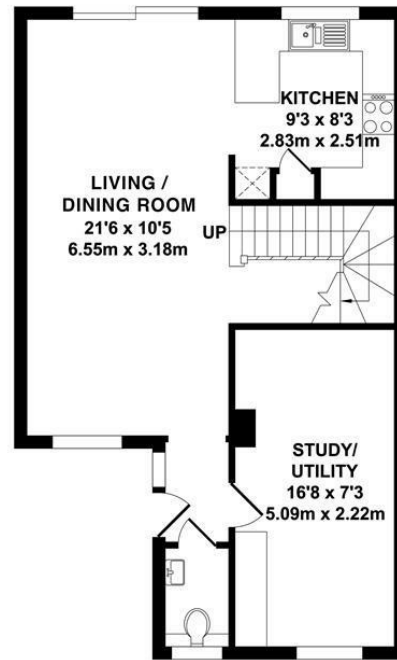 KITCHEN
9'3 x 8'3
2.83m x 2.51m
LIVING /
DINING ROOM
21'6 x 10'5
6.55m x 3.18m
UP
STUDY/
UTILITY
16'8 x 7'3
5.09m x 2.22m